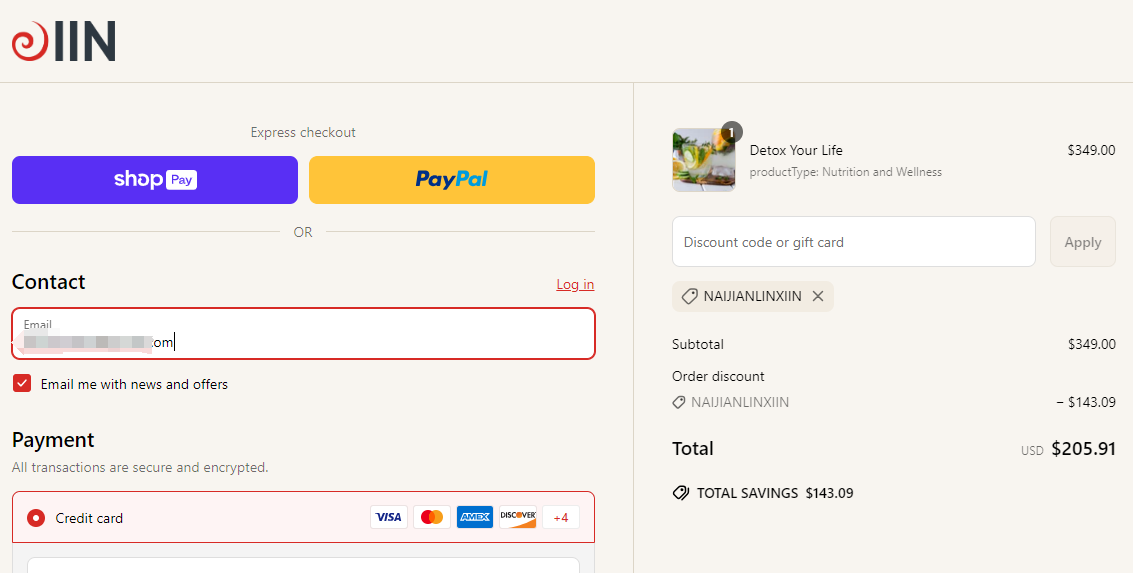 IIN
Express checkout
shop Pay
PayPal
OR
Contact
Log in
Email
om
Email me with news and offers
Payment
All transactions are secure and encrypted.
Credit card
VISA
AMEX
DISCOVER
+4
1
Detox Your Life
$349.00
productType: Nutrition and Wellness
Discount code or gift card
Apply
NAIJIANLINXIIN
Subtotal
$349.00
Order discount
NAIJIANLINXIIN
− $143.09
Total
USD $205.91
TOTAL SAVINGS $143.09